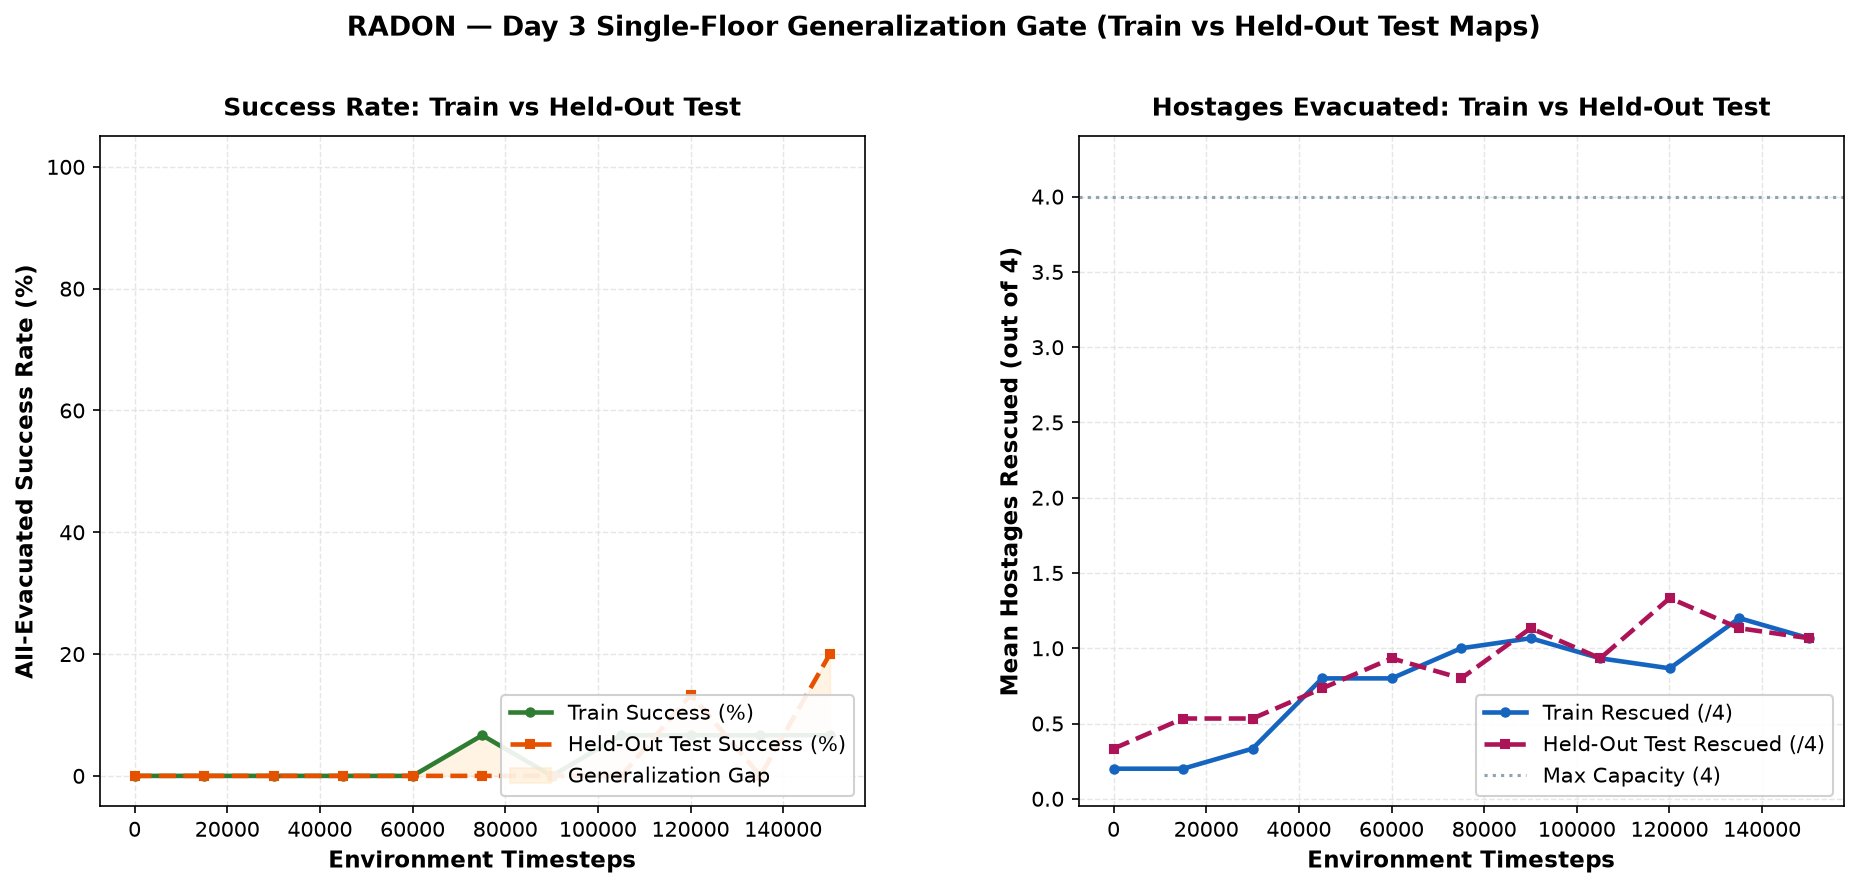 RADON — Day 3 Single-Floor Generalization Gate (Train vs Held-Out Test Maps)
Success Rate: Train vs Held-Out Test
All-Evacuated Success Rate (%)
100
80
60
40
20
0
Train Success (%)
Held-Out Test Success (%)
Generalization Gap
0 20000 40000 60000 80000 100000 120000 140000
Environment Timesteps
Hostages Evacuated: Train vs Held-Out Test
Mean Hostages Rescued (out of 4)
4.0
3.5
3.0
2.5
2.0
1.5
1.0
0.5
0.0
Train Rescued (/4)
Held-Out Test Rescued (/4)
Max Capacity (4)
0 20000 40000 60000 80000 100000 120000 140000
Environment Timesteps